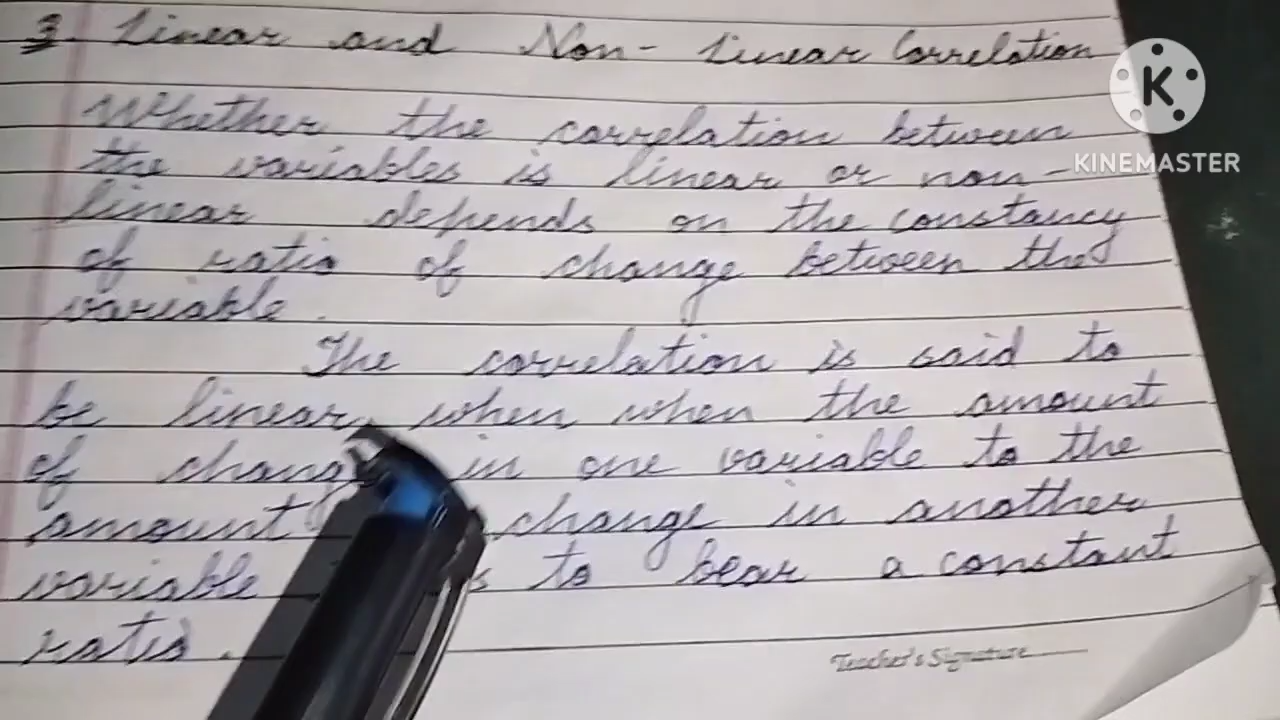 3. Linear and Non- Linear Correlation
Whether the correlation between
the variables is linear or non-
linear depends on the constancy
of ratio of change between the
variable.
The correlation is said to
be linear, when when the amount
of change in one variable to the
amount change in another
variable to bear a constant
ratio.
Teacher's Signature
K
KINEMASTER